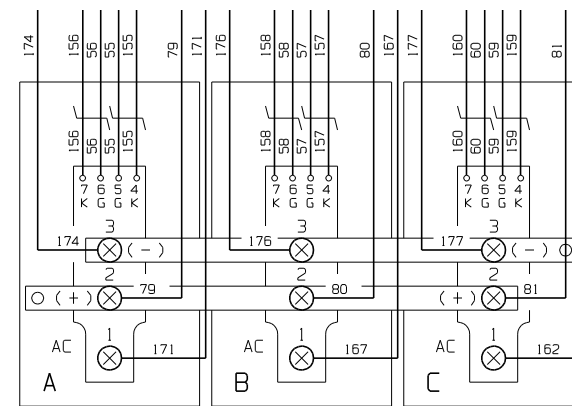 174 156 56 55 155 79 171 176 158 58 57 157 80 167 177 160 60 59 159 81
156 56 55 155 158 58 57 157 160 60 59 159
7 6 5 4 7 6 5 4 7 6 5 4
K G G K K G G K K G G K
3 3 3
174 (-) 176 177 (-)
2 2 2
(+) 79 80 (+) 81
1 1 1
AC 171 AC 167 AC 162
A B C